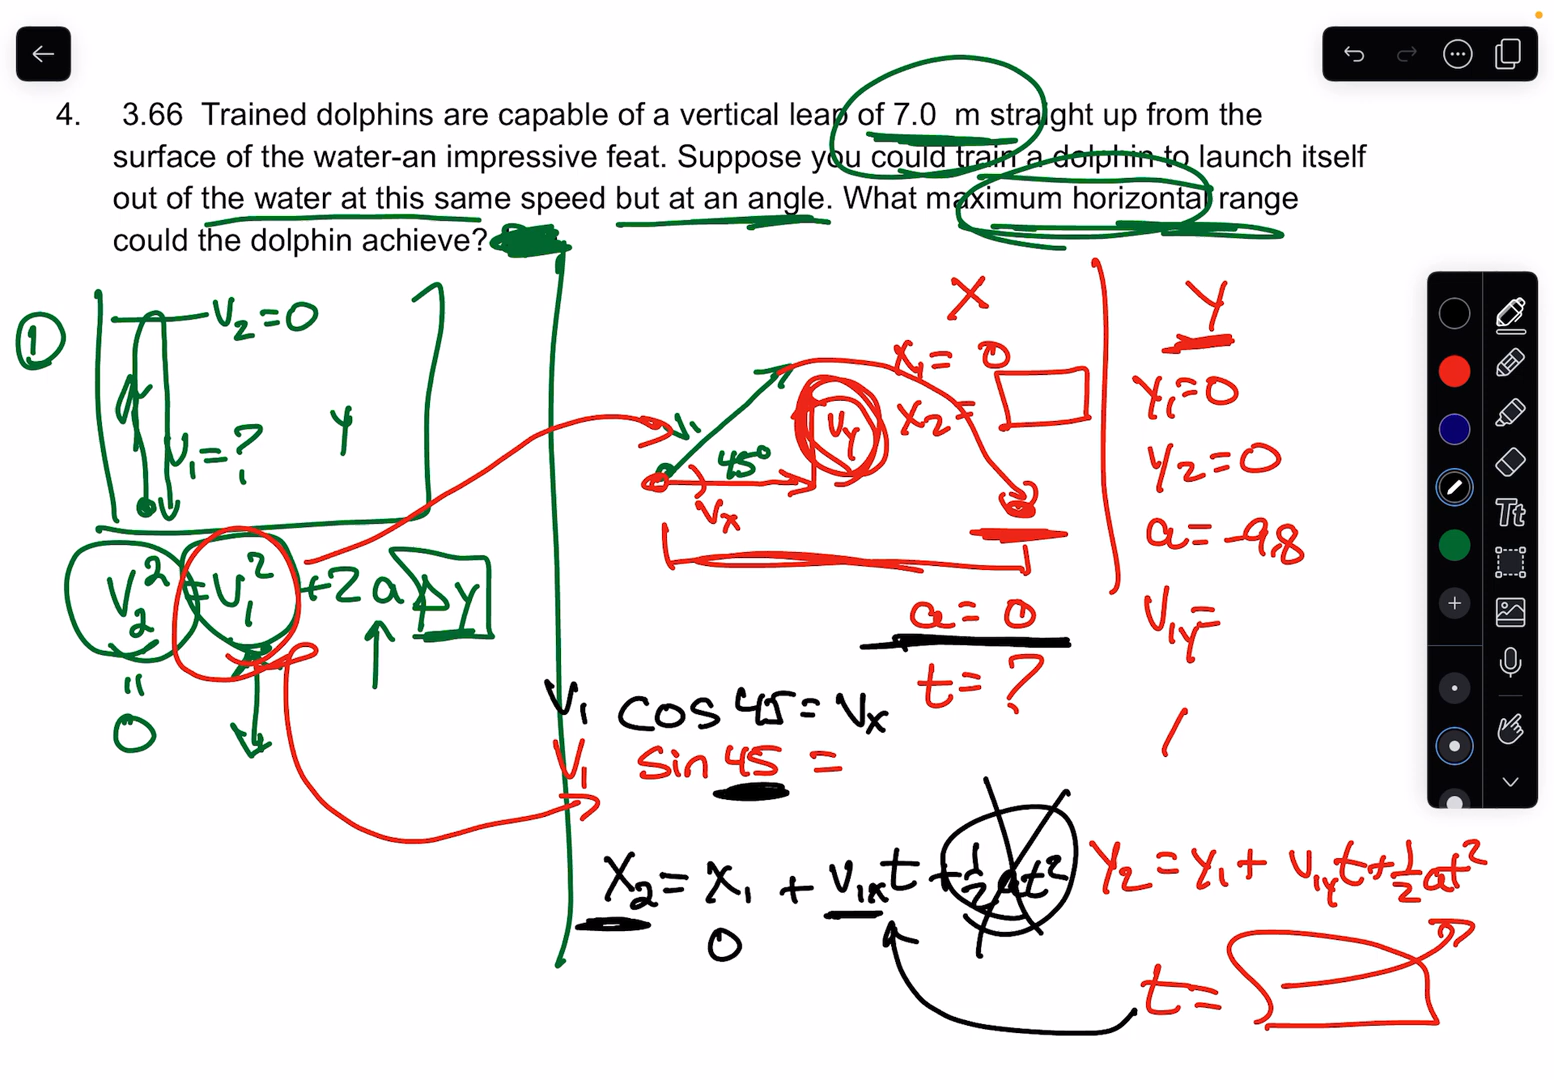 4. 3.66 Trained dolphins are capable of a vertical leap of 7.0 m straight up from the
surface of the water-an impressive feat. Suppose you could train a dolphin to launch itself
out of the water at this same speed but at an angle. What maximum horizontal range
could the dolphin achieve?
1
V₂=0
V₁=?
Y
V₂²=V₁²+2aΔy
"
0
X
X₁= 0
X₂=
V₁
45°
Vy
Vx
a= 0
t= ?
Y
Y₁=0
Y₂=0
a=-9.8
V₁y=
V₁ cos 45= Vx
V₁ sin 45 =
X₂= X₁ + V₁xt +½at²
0
Y₂=Y₁+ V₁yt+½at²
t=
Tt